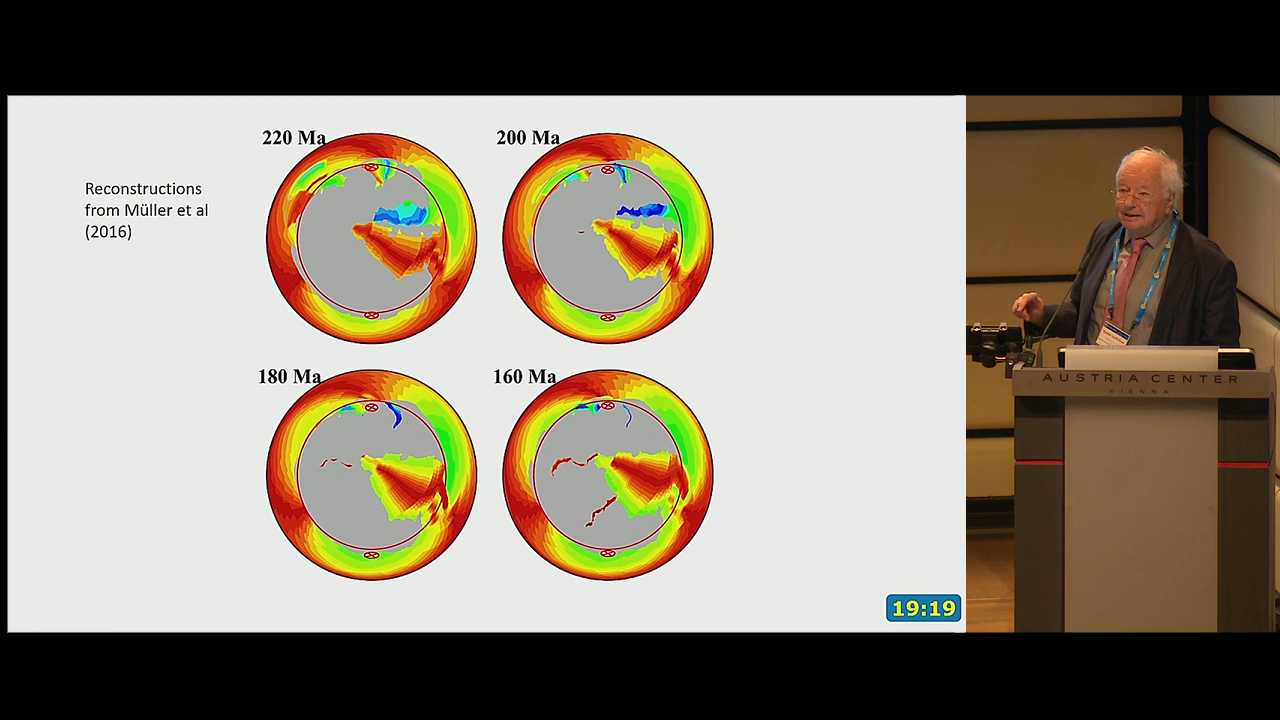 220 Ma
200 Ma
Reconstructions
from Müller et al
(2016)
180 Ma
160 Ma
19:19
AUSTRIA CENTER
VIENNA